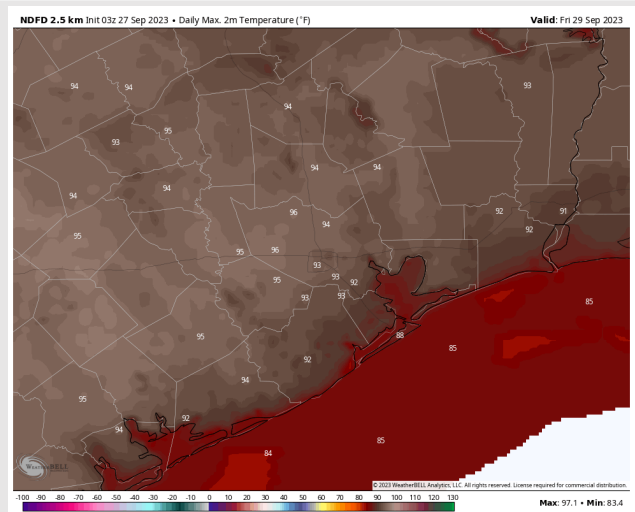 NDFD 2.5 km Init 03z 27 Sep 2023 • Daily Max. 2m Temperature (°F) Valid: Fri 29 Sep 2023
94 94 93
94
95
93
94 94
94
94 96 92 91
94 92
95
95 96
93
95 93 92
93 93
85
95 88
85
92
94
95
92
94 85
84
WeatherBELL
© 2023 WeatherBELL Analytics, LLC. All rights reserved. License required for commercial distribution.
-100 -90 -80 -70 -60 -50 -40 -30 -20 -10 0 10 20 30 40 50 60 70 80 90 100 110 120 130
Max: 97.1 • Min: 83.4